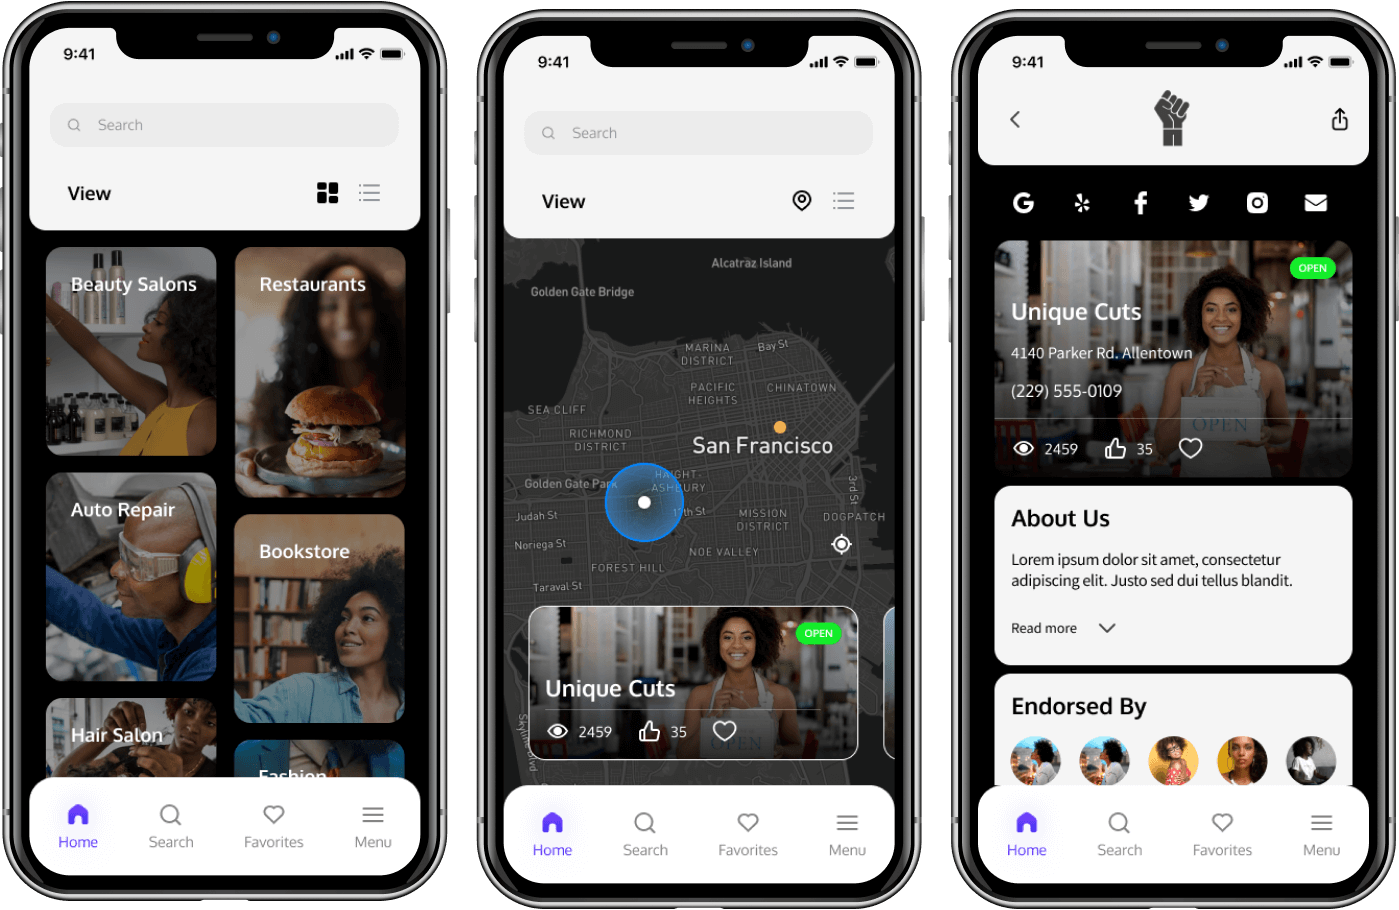 9:41
Search
View
Beauty Salons
Restaurants
Auto Repair
Bookstore
Hair Salon
Fashion
Home
Search
Favorites
Menu
9:41
Search
View
Alcatraz Island
Golden Gate Bridge
MARINA
DISTRICT
Bay St
PACIFIC
HEIGHTS
CHINATOWN
SEA CLIFF
RICHMOND
DISTRICT
San Francisco
Golden Gate Park
HAIGHT-
ASHBURY
3rd St
Judah St
17th St
MISSION
DISTRICT
DOGPATCH
Noriega St
NOE VALLEY
FOREST HILL
Taraval St
OPEN
Unique Cuts
2459
35
OPEN
Home
Search
Favorites
Menu
9:41
G
f
OPEN
Unique Cuts
4140 Parker Rd. Allentown
(229) 555-0109
OPEN
2459
35
About Us
Lorem ipsum dolor sit amet, consectetur
adipiscing elit. Justo sed dui tellus blandit.
Read more
Endorsed By
Home
Search
Favorites
Menu